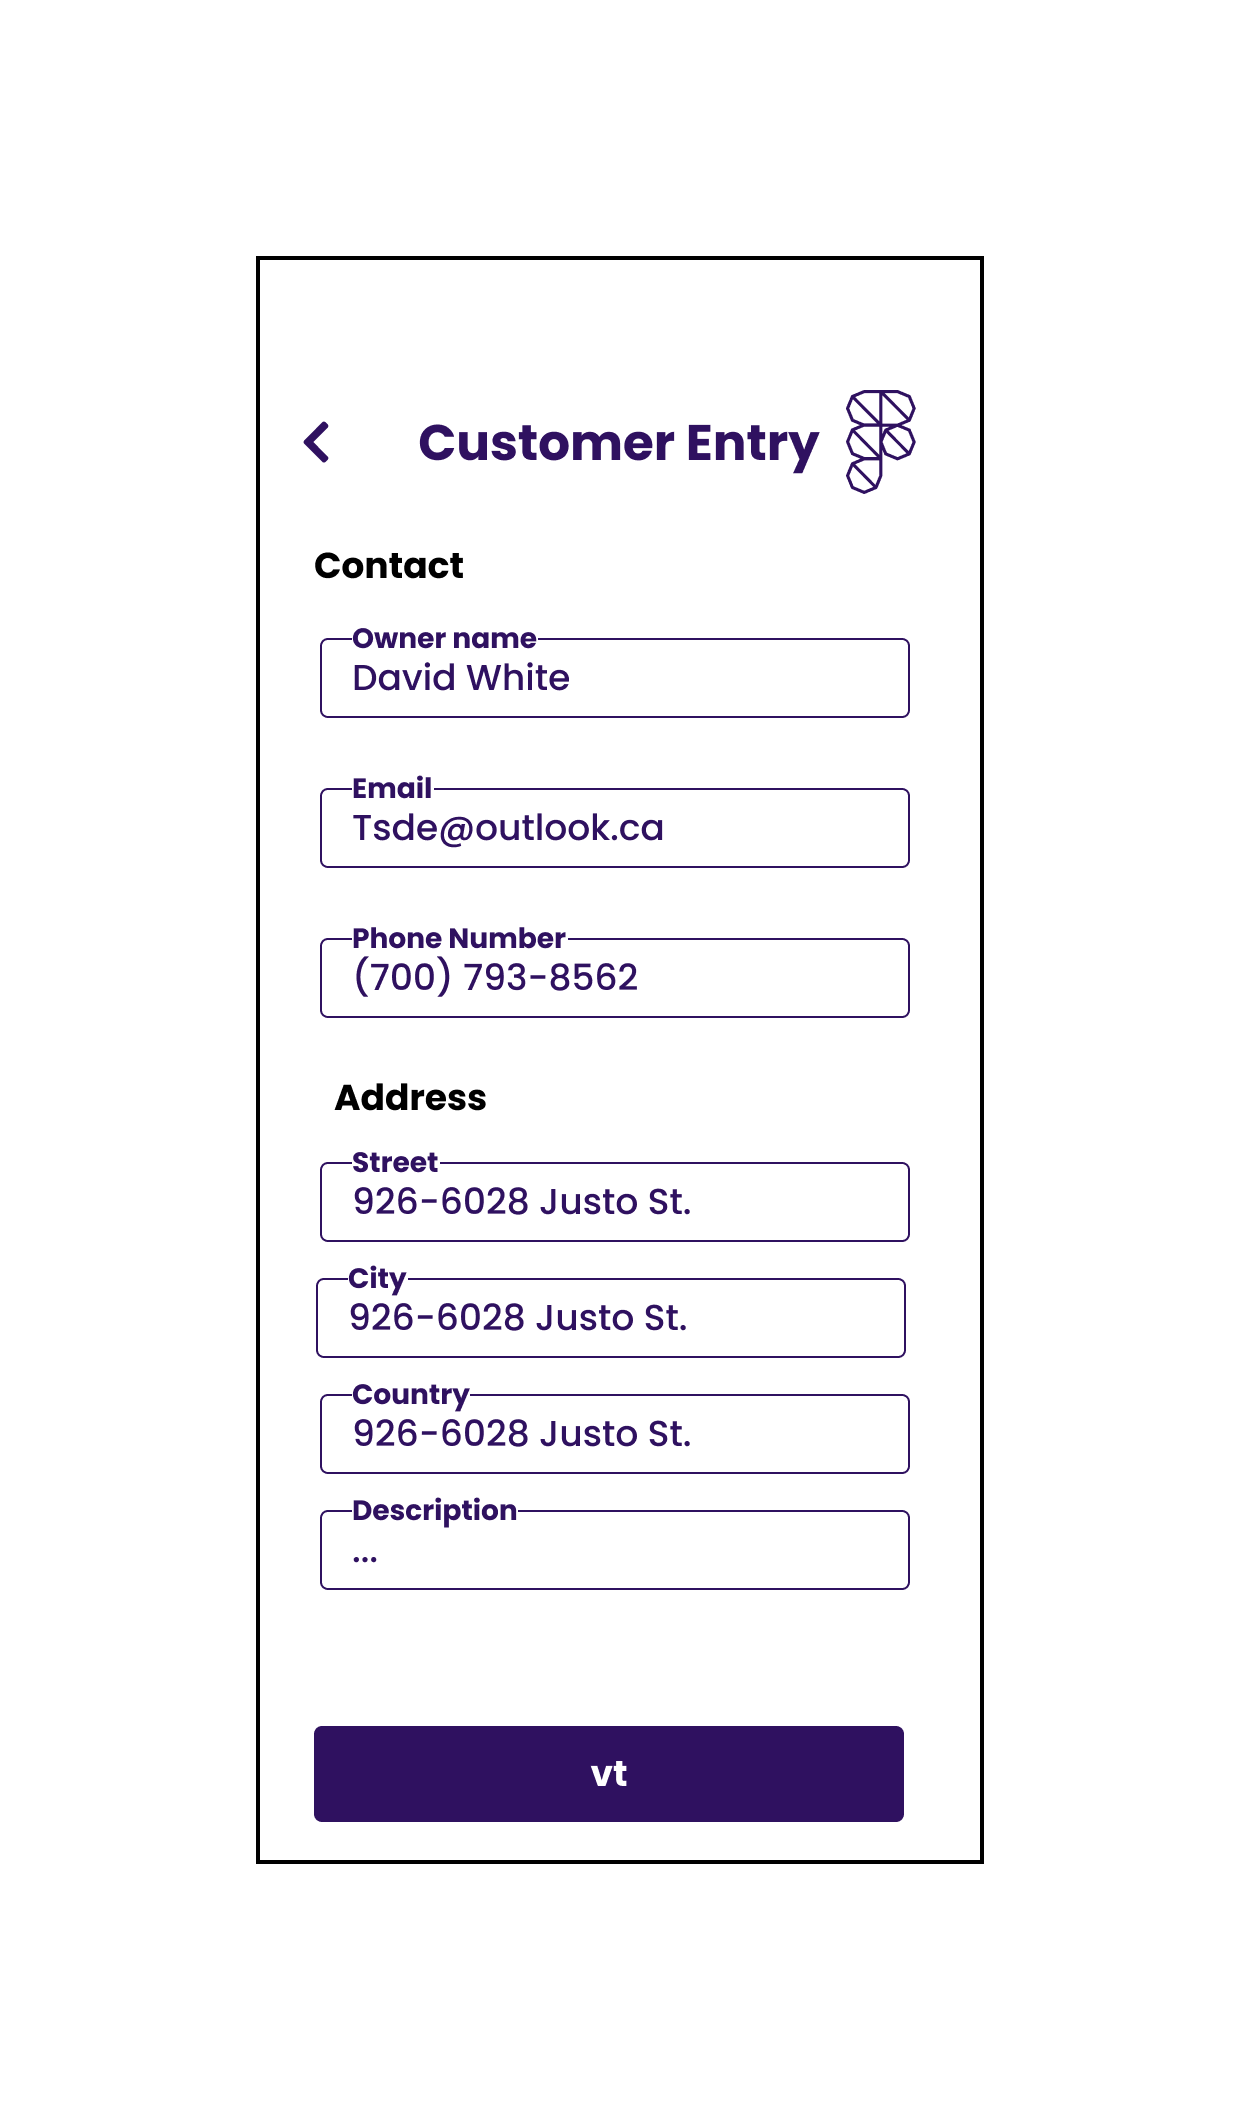 Customer Entry
Contact
Owner name
David White
Email
Tsde@outlook.ca
Phone Number
(700) 793-8562
Address
Street
926-6028 Justo St.
City
926-6028 Justo St.
Country
926-6028 Justo St.
Description
...
vt